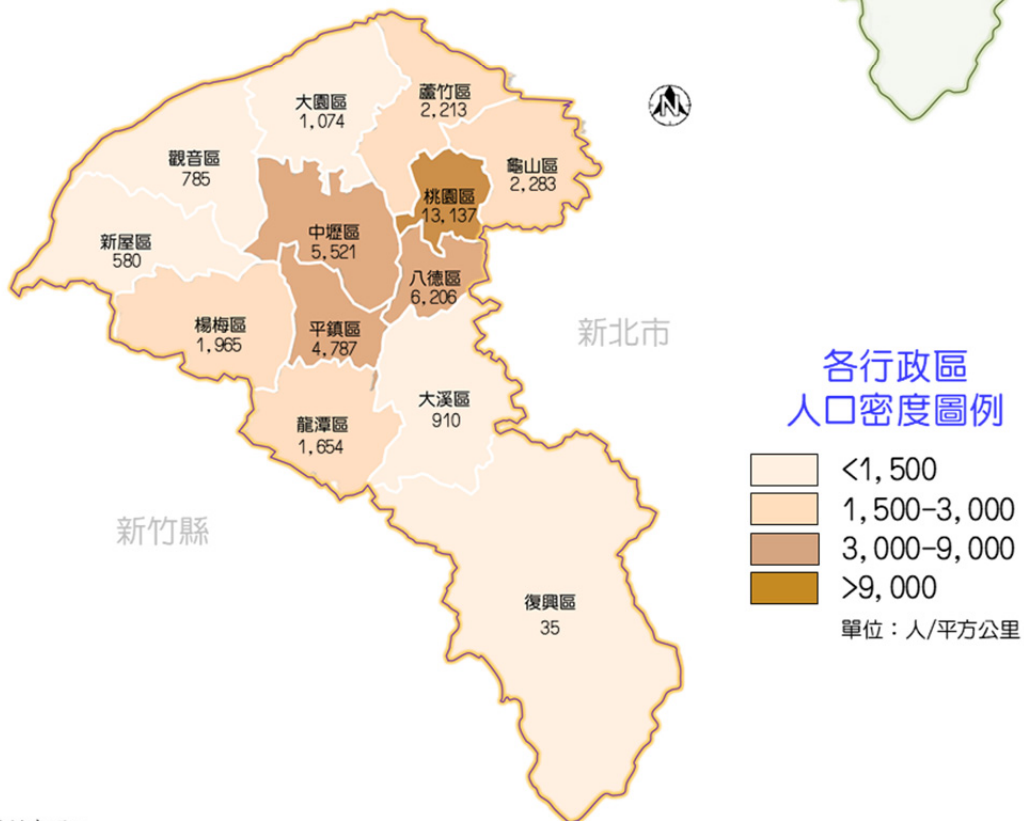 蘆竹區
2,213
大園區
1,074
N
觀音區
785
龜山區
2,283
桃園區
13,137
中壢區
5,521
新屋區
580
八德區
6,206
楊梅區
1,965
平鎮區
4,787
新北市
大溪區
910
龍潭區
1,654
新竹縣
復興區
35
各行政區
人口密度圖例
<1,500
1,500-3,000
3,000-9,000
>9,000
單位：人/平方公里